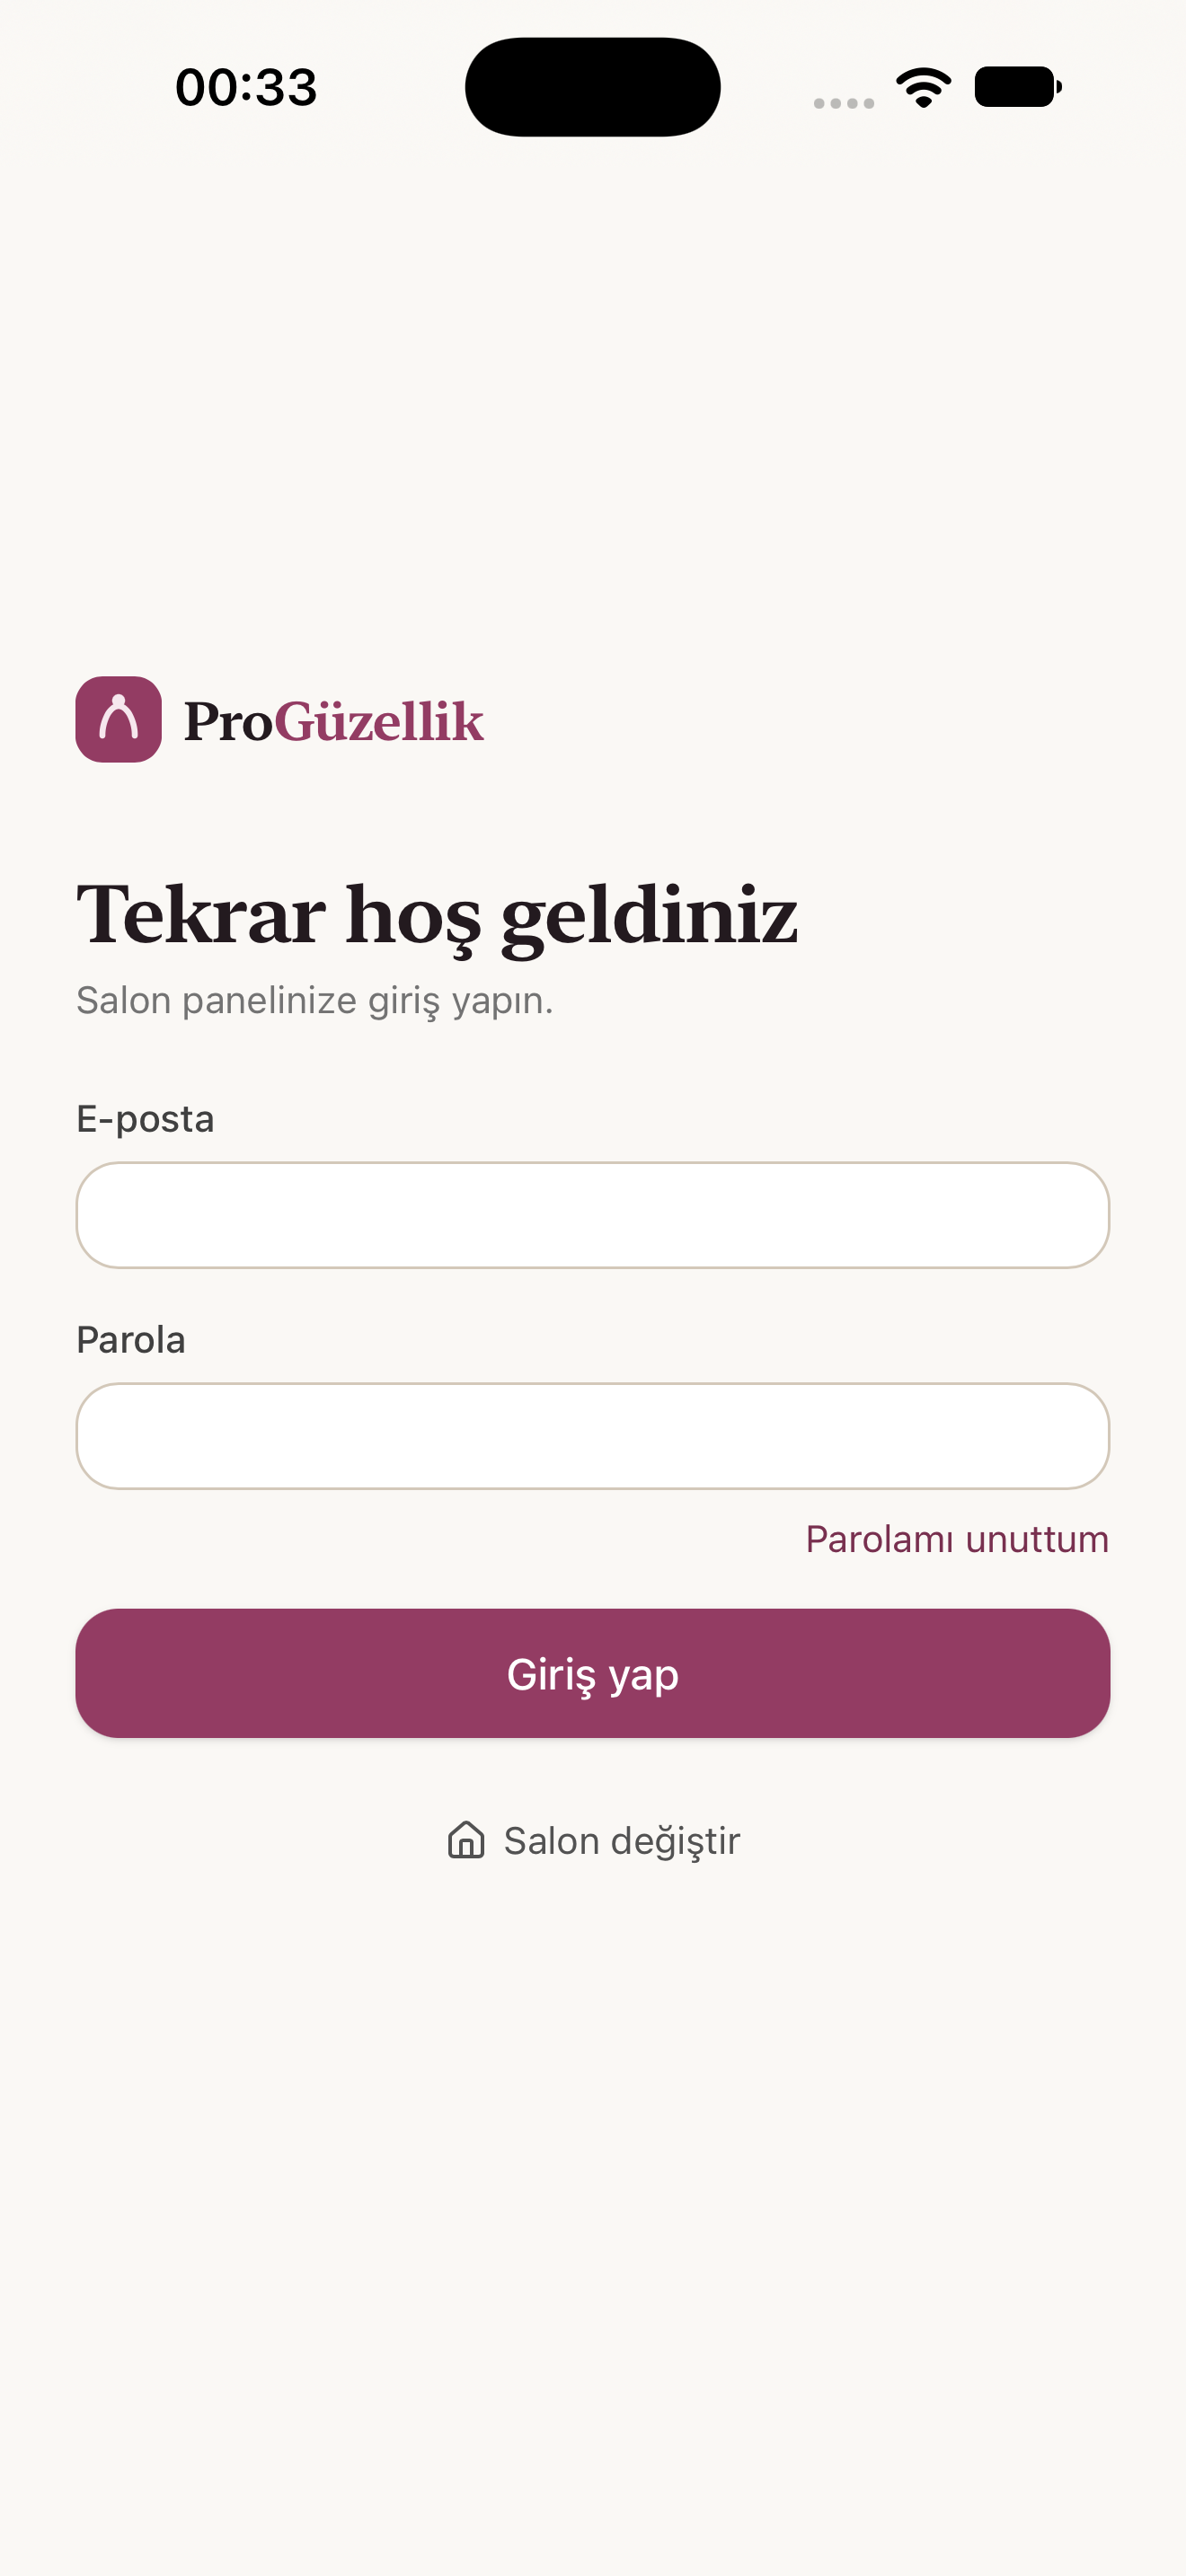 00:33
ProGüzellik
Tekrar hoş geldiniz
Salon panelinize giriş yapın.
E-posta
Parola
Parolamı unuttum
Giriş yap
Salon değiştir